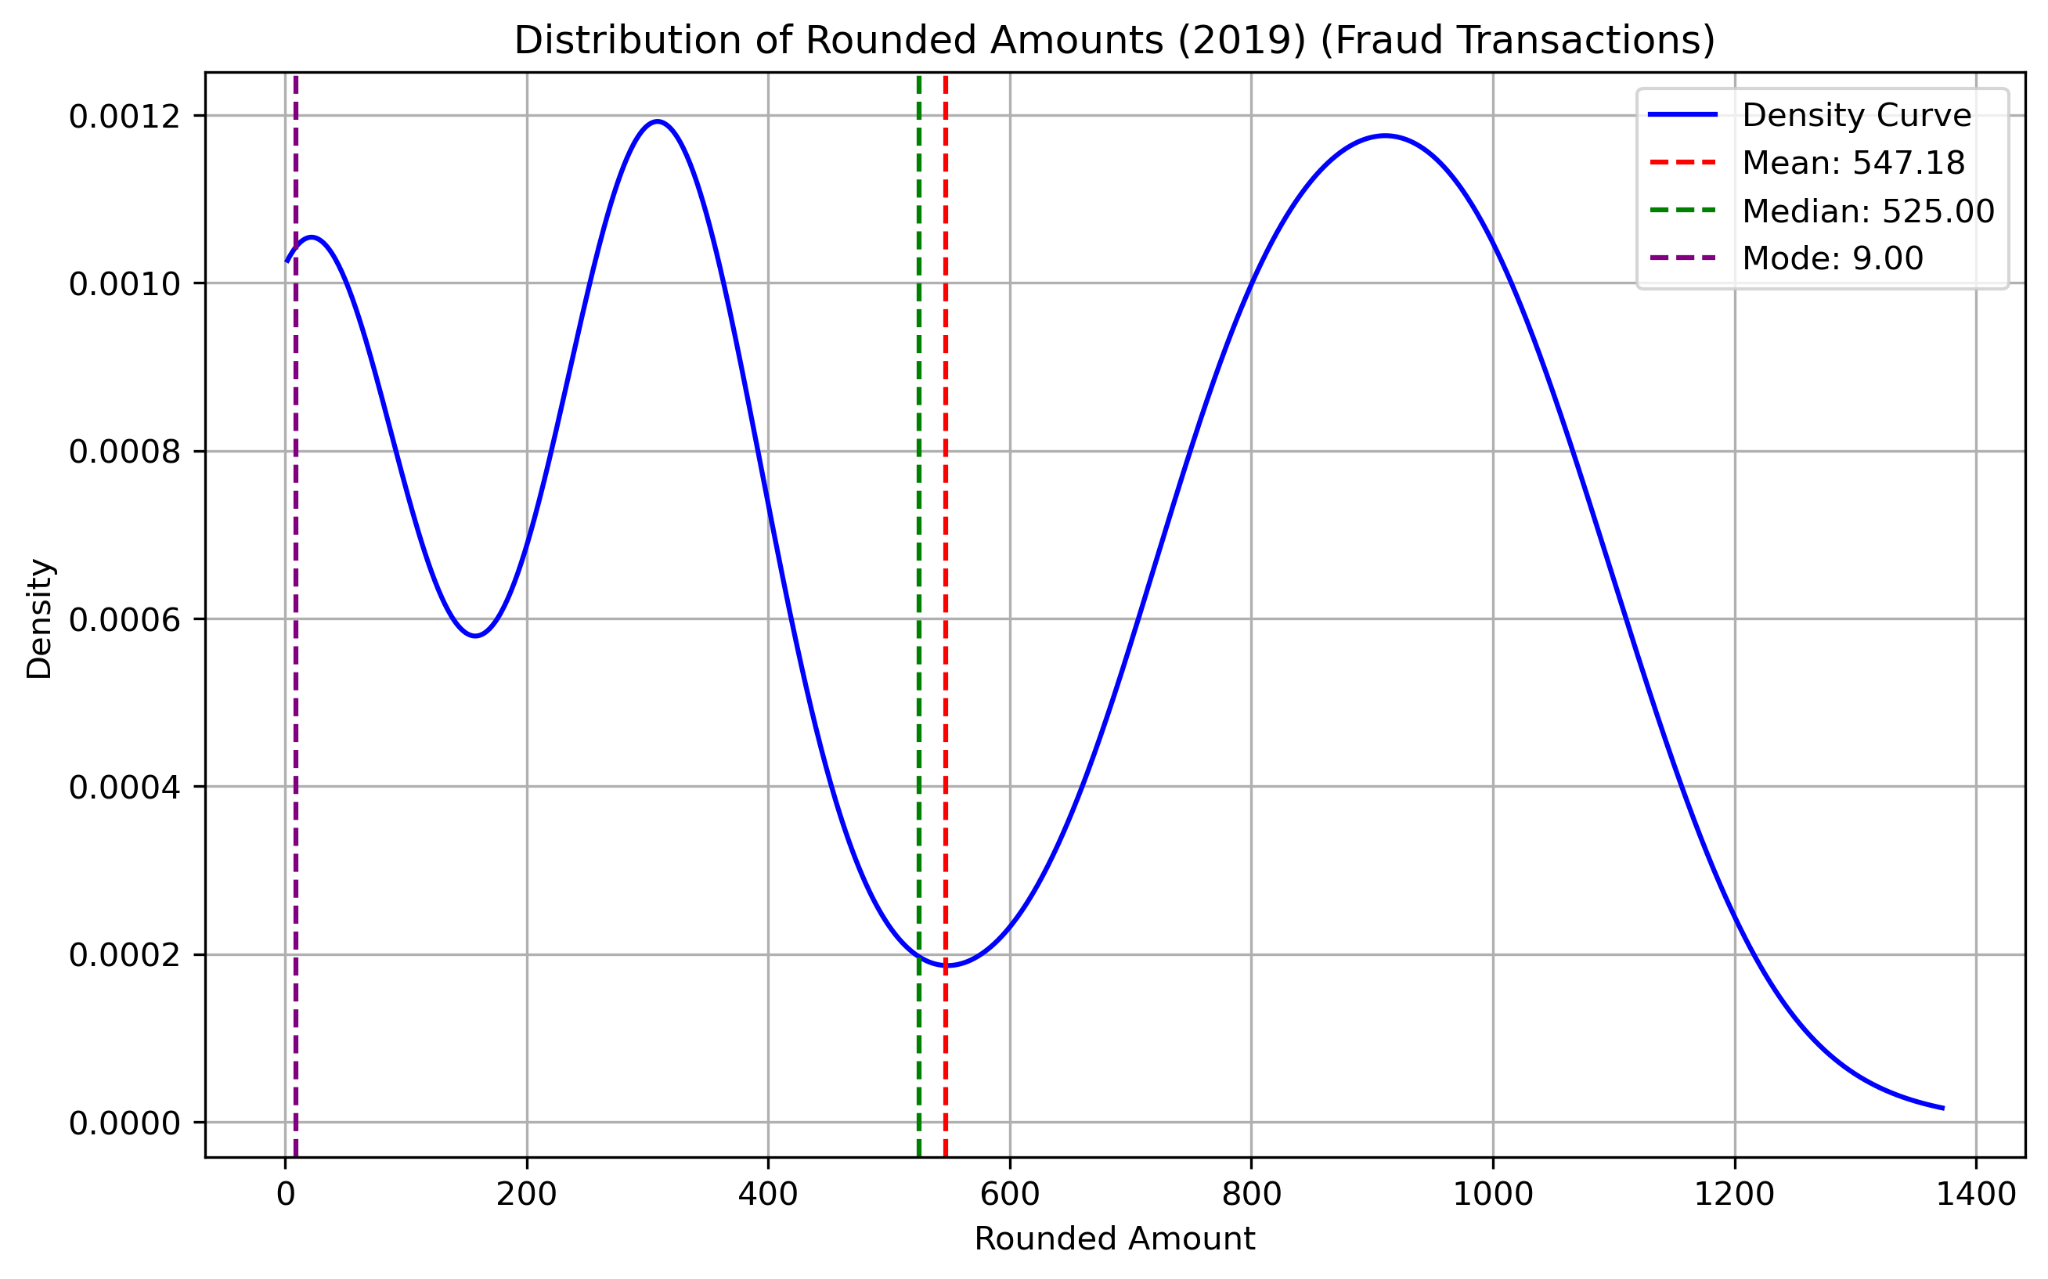 Distribution of Rounded Amounts (2019) (Fraud Transactions)
Density Curve
Mean: 547.18
Median: 525.00
Mode: 9.00
Density
0.0012
0.0010
0.0008
0.0006
0.0004
0.0002
0.0000
0 200 400 600 800 1000 1200 1400
Rounded Amount